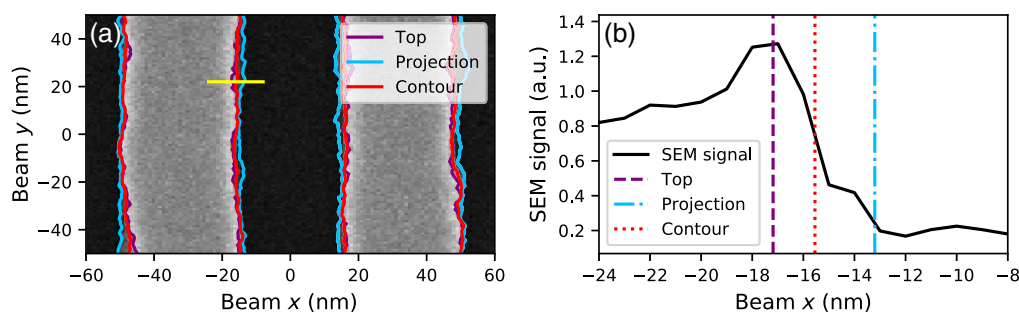 (a)
Top
Projection
Contour
Beam y (nm)
40
20
0
−20
−40
−60 −40 −20 0 20 40 60
Beam x (nm)
(b)
SEM signal (a.u.)
1.4
1.2
1.0
0.8
0.6
0.4
0.2
SEM signal
Top
Projection
Contour
−24 −22 −20 −18 −16 −14 −12 −10 −8
Beam x (nm)